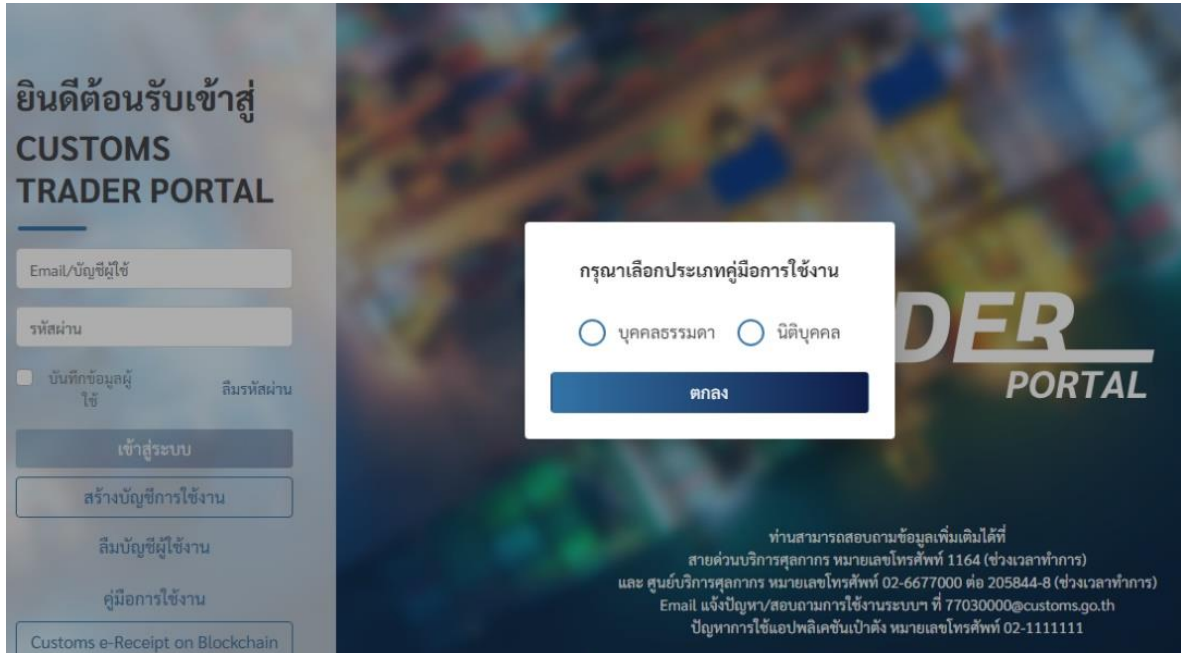 ยินดีต้อนรับเข้าสู่
CUSTOMS
TRADER PORTAL
Email/บัญชีผู้ใช้
รหัสผ่าน
บันทึกข้อมูลผู้
ใช้
ลืมรหัสผ่าน
เข้าสู่ระบบ
สร้างบัญชีการใช้งาน
ลืมบัญชีผู้ใช้งาน
คู่มือการใช้งาน
Customs e-Receipt on Blockchain
กรุณาเลือกประเภทคู่มือการใช้งาน
บุคคลธรรมดา นิติบุคคล
ตกลง
DER
PORTAL
ท่านสามารถสอบถามข้อมูลเพิ่มเติมได้ที่
สายด่วนบริการศุลกากร หมายเลขโทรศัพท์ 1164 (ช่วงเวลาทำการ)
และ ศูนย์บริการศุลกากร หมายเลขโทรศัพท์ 02-6677000 ต่อ 205844-8 (ช่วงเวลาทำการ)
Email แจ้งปัญหา/สอบถามการใช้งานระบบฯ ที่ 77030000@customs.go.th
ปัญหาการใช้แอปพลิเคชันเป๋าตัง หมายเลขโทรศัพท์ 02-1111111